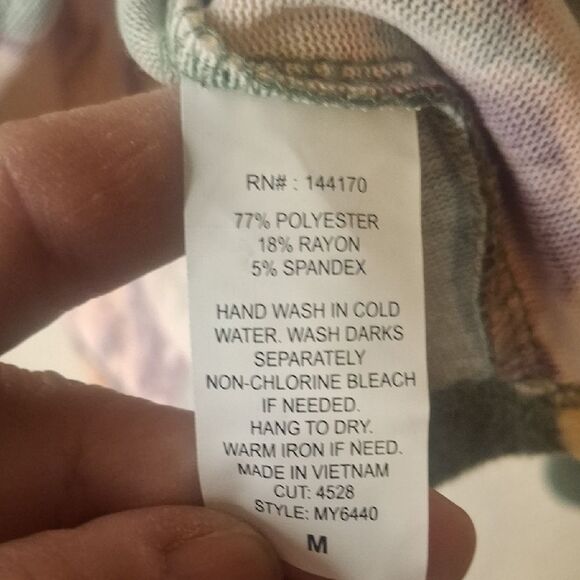 RN# : 144170
77% POLYESTER
18% RAYON
5% SPANDEX
HAND WASH IN COLD
WATER. WASH DARKS
SEPARATELY
NON-CHLORINE BLEACH
IF NEEDED.
HANG TO DRY.
WARM IRON IF NEED.
MADE IN VIETNAM
CUT: 4528
STYLE: MY6440
M